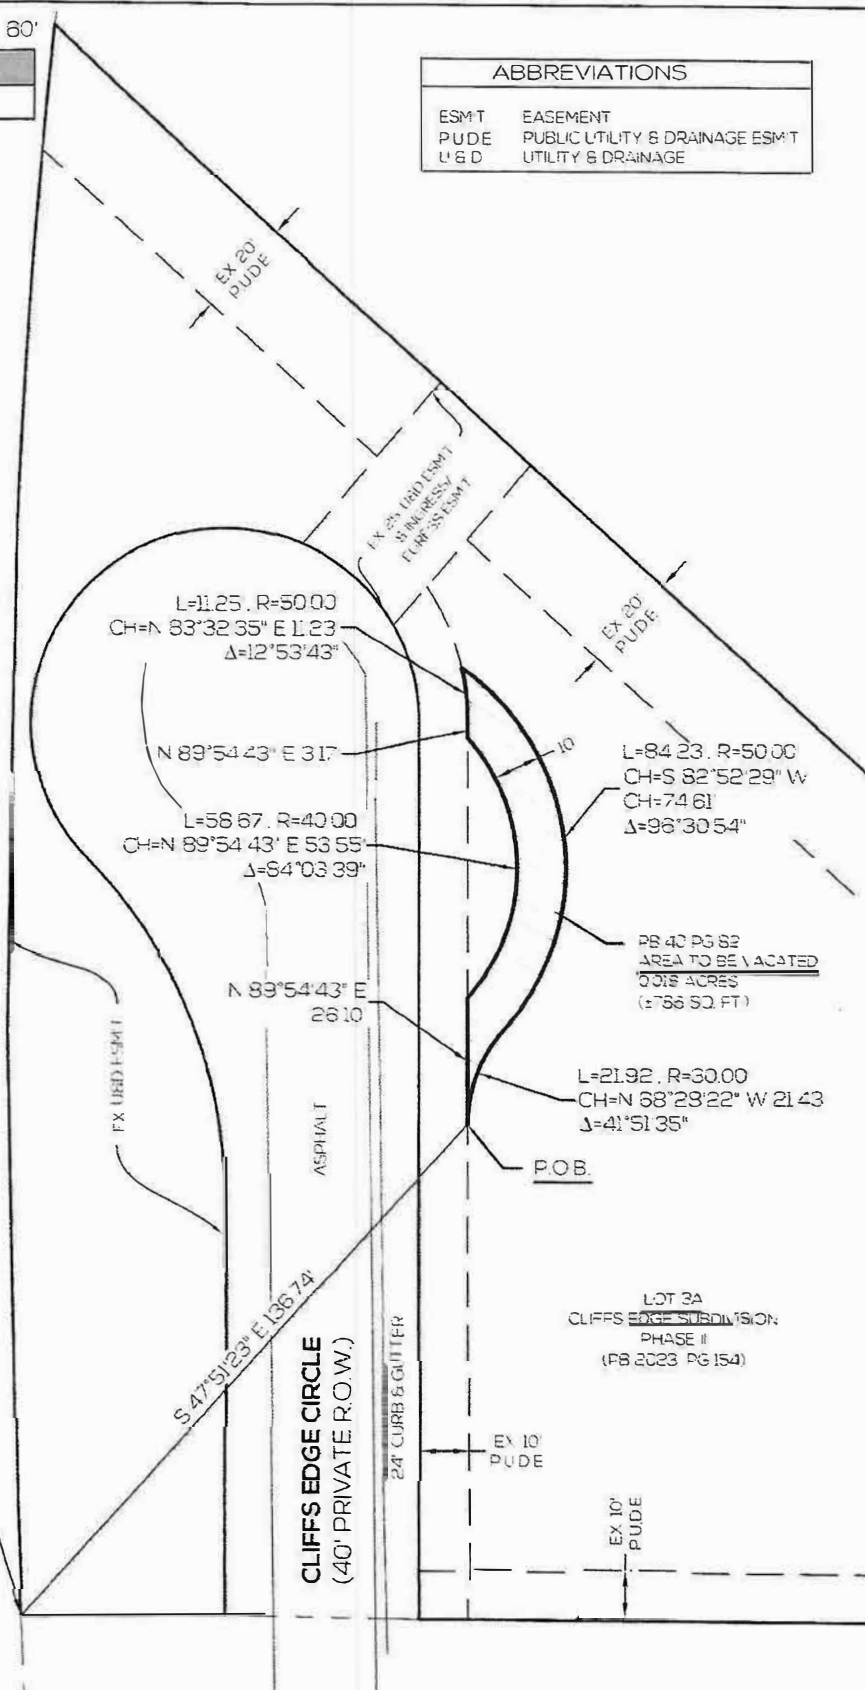 60'
ABBREVIATIONS
ESM'T EASEMENT
PUDE PUBLIC UTILITY & DRAINAGE ESM'T
U & D UTILITY & DRAINAGE
EX 20'
PUDE
EX 25' U&D ESM'T
& INGRESS/
EGRESS ESM'T
EX 20'
PUDE
L=11.25, R=50.00
CH=N 83°32'35" E 11.23
Δ=12°53'43"
N 89°54'43" E 3.17
10'
L=84.23, R=50.00
CH=S 82°52'29" W
CH=74.61'
Δ=96°30'54"
L=58.67, R=40.00
CH=N 89°54'43" E 53.55'
Δ=84°03'39"
PB 40 PG 82
AREA TO BE VACATED
0.018 ACRES
(±786 SQ. FT.)
N 89°54'43" E
26.10
L=21.92, R=30.00
CH=N 68°28'22" W 21.43
Δ=41°51'35"
EX U&D ESM'T
ASPHALT
P.O.B.
S 47°51'23" E 136.74'
LOT 3A
CLIFFS EDGE SUBDIVISION
PHASE II
(PB 2023 PG 154)
CLIFFS EDGE CIRCLE
(40' PRIVATE R.O.W.)
24' CURB & GUTTER
EX 10'
PUDE
EX 10'
PUDE